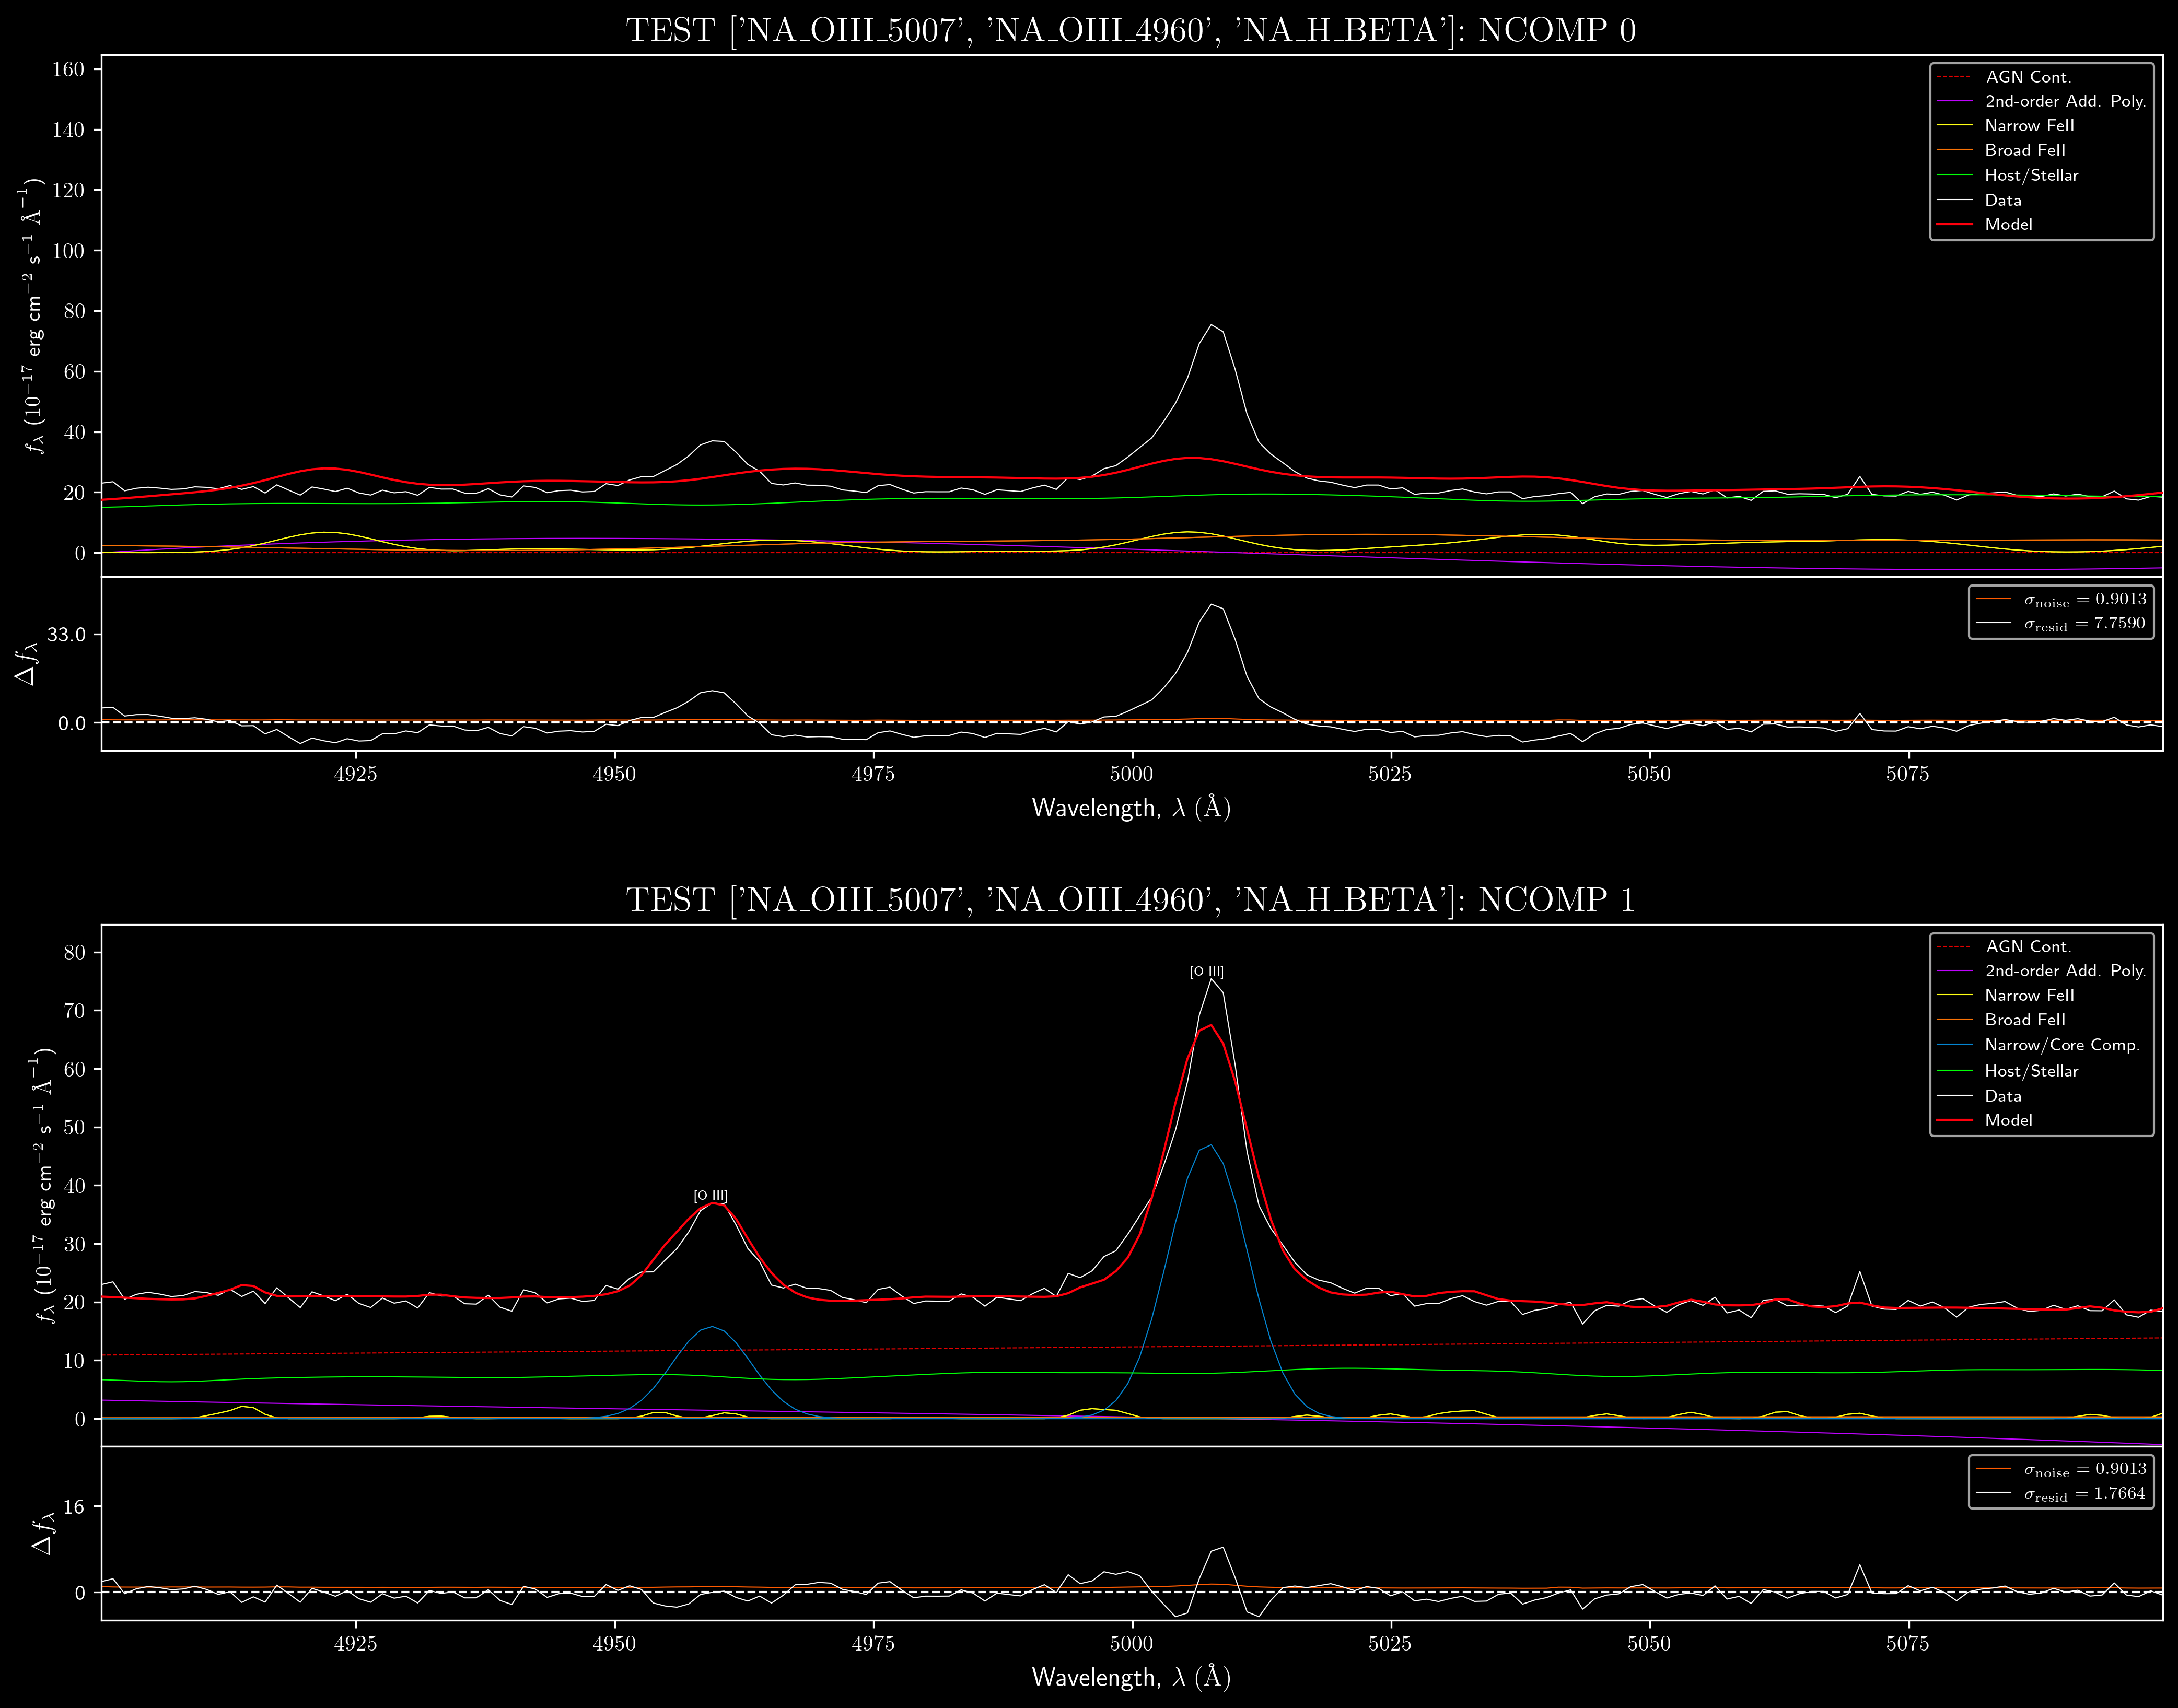 TEST ['NA_OIII_5007', 'NA_OIII_4960', 'NA_H_BETA']: NCOMP 0
160
140
120
100
80
60
40
20
0
f_λ (10^−17 erg cm^−2 s^−1 Å^−1)
AGN Cont.
2nd-order Add. Poly.
Narrow FeII
Broad FeII
Host/Stellar
Data
Model
33.0
0.0
Δf_λ
σ_noise = 0.9013
σ_resid = 7.7590
4925 4950 4975 5000 5025 5050 5075
Wavelength, λ (Å)
TEST ['NA_OIII_5007', 'NA_OIII_4960', 'NA_H_BETA']: NCOMP 1
80
70
60
50
40
30
20
10
0
f_λ (10^−17 erg cm^−2 s^−1 Å^−1)
[O III]
[O III]
AGN Cont.
2nd-order Add. Poly.
Narrow FeII
Broad FeII
Narrow/Core Comp.
Host/Stellar
Data
Model
16
0
Δf_λ
σ_noise = 0.9013
σ_resid = 1.7664
4925 4950 4975 5000 5025 5050 5075
Wavelength, λ (Å)